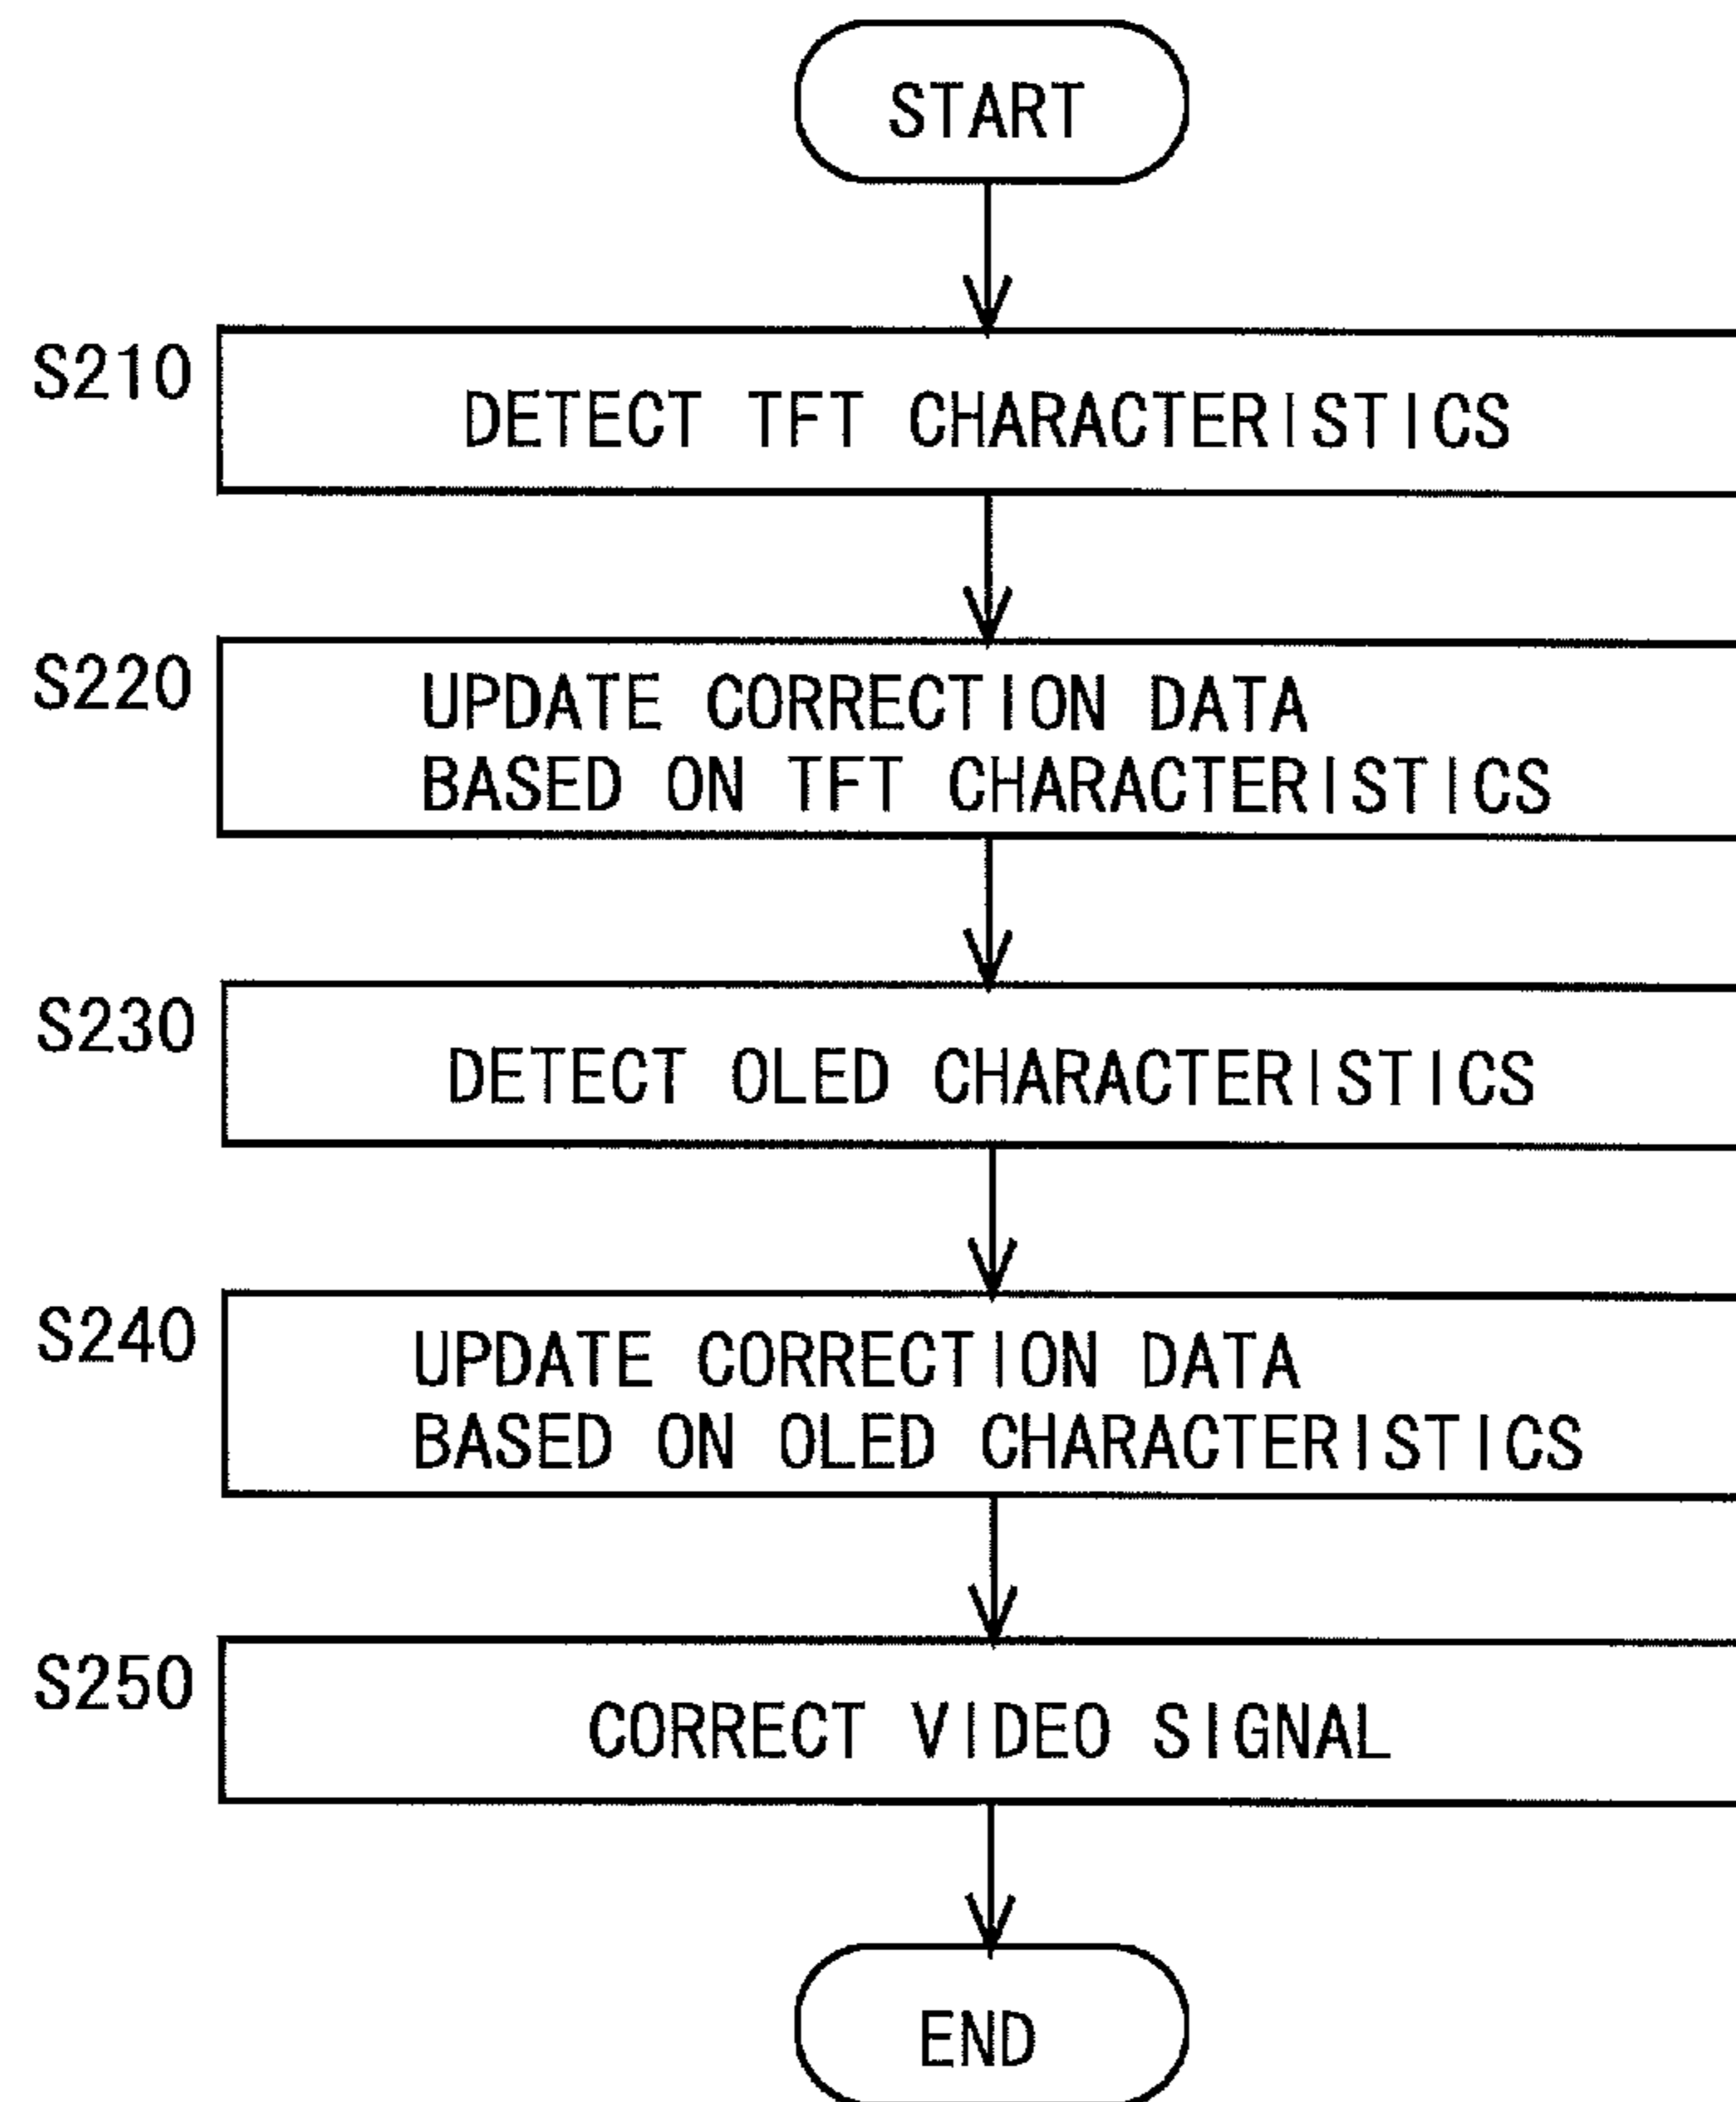 START
S210
DETECT TFT CHARACTERISTICS
S220
UPDATE CORRECTION DATA
BASED ON TFT CHARACTERISTICS
S230
DETECT OLED CHARACTERISTICS
S240
UPDATE CORRECTION DATA
BASED ON OLED CHARACTERISTICS
S250
CORRECT VIDEO SIGNAL
END